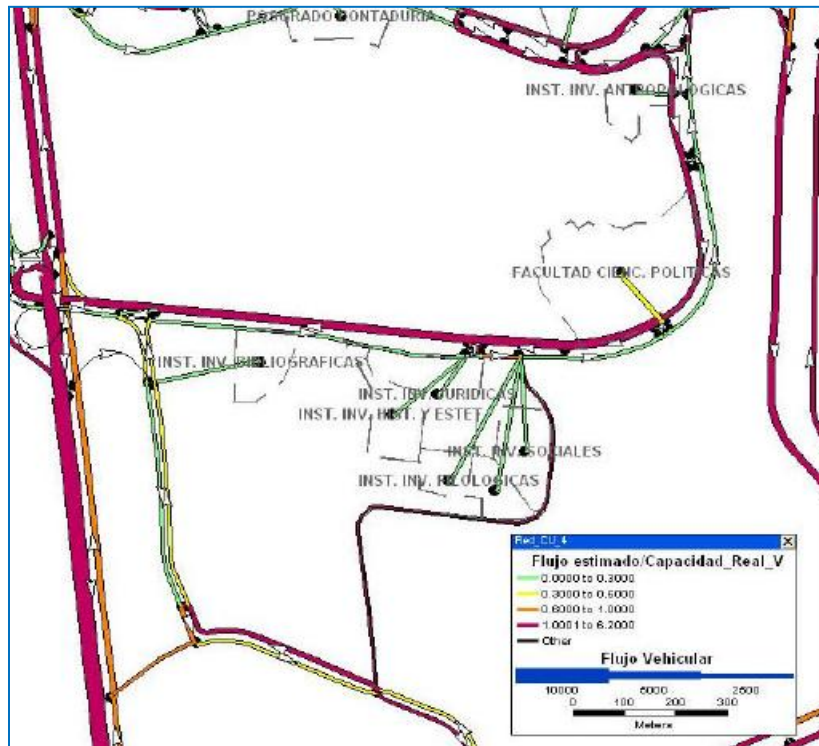 POSGRADO CONTADURIA
INST. INV. ANTROPOLOGICAS
FACULTAD CIENC. POLITICAS
INST. INV. BIBLIOGRAFICAS
INST. INV. JURIDICAS
INST. INV. HIST. Y ESTET
INST. INV. SOCIALES
INST. INV. FILOLOGICAS
Red_CU_4
Flujo estimado/Capacidad_Real_V
0.0000 to 0.3000
0.3000 to 0.6000
0.6000 to 1.0000
1.0001 to 6.2000
Other
Flujo Vehicular
10000 5000 2500
0 100 200 300
Meters